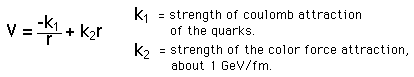 V = -k₁/r + k₂r
k₁ = strength of coulomb attraction
of the quarks.
k₂ = strength of the color force attraction,
about 1 GeV/fm.